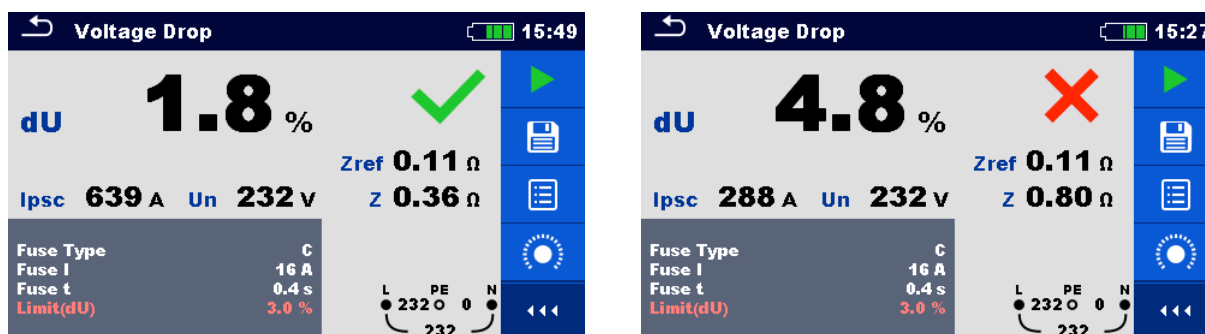 Voltage Drop 15:49
dU 1.8 %
Zref 0.11 Ω
Ipsc 639 A Un 232 V Z 0.36 Ω
Fuse Type C
Fuse I 16 A
Fuse t 0.4 s
Limit(dU) 3.0 %
L PE N
232 0
232
Voltage Drop 15:27
dU 4.8 %
Zref 0.11 Ω
Ipsc 288 A Un 232 V Z 0.80 Ω
Fuse Type C
Fuse I 16 A
Fuse t 0.4 s
Limit(dU) 3.0 %
L PE N
232 0
232